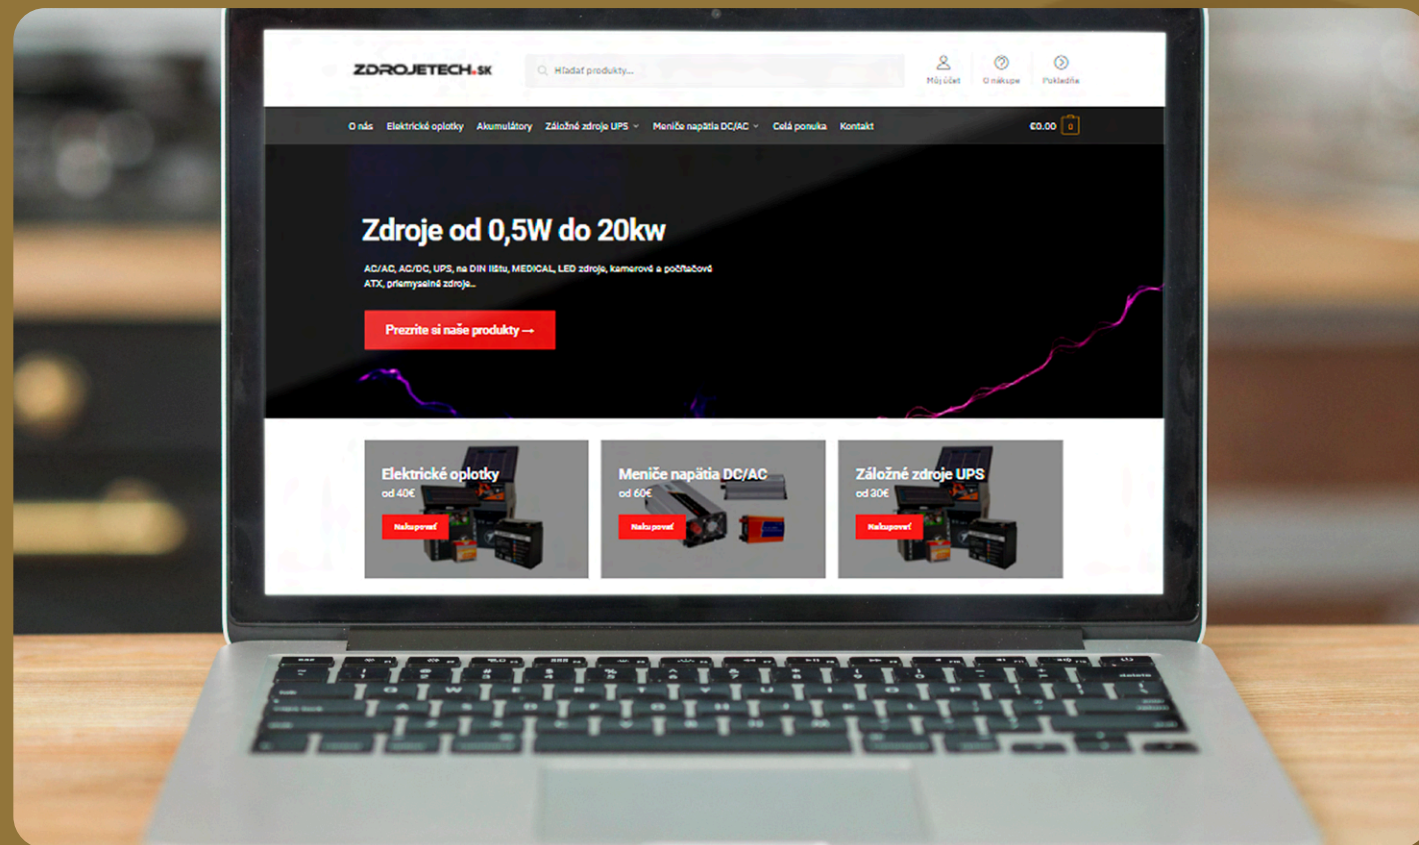 ZDROJETECH.SK
Hľadať produkty...
Môj účet
O nákupe
Pokladňa
O nás Elektrické oplotky Akumulátory Záložné zdroje UPS Meniče napätia DC/AC Celá ponuka Kontakt €0.00 0
Zdroje od 0,5W do 20kw
AC/AC, AC/DC, UPS, na DIN lištu, MEDICAL, LED zdroje, kamerové a počítačové
ATX, priemyselné zdroje...
Prezrite si naše produkty →
Elektrické oplotky
od 40€
Nakupovať
Meniče napätia DC/AC
od 60€
Nakupovať
Záložné zdroje UPS
od 30€
Nakupovať